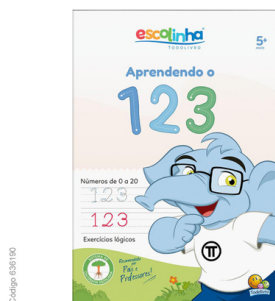 escolinha
TODOLIVRO
5+
Aprendendo o
123
Números de 0 a 20
123
123
Exercícios lógicos
Recomendado por
Pais e
Professores!
Código 636190